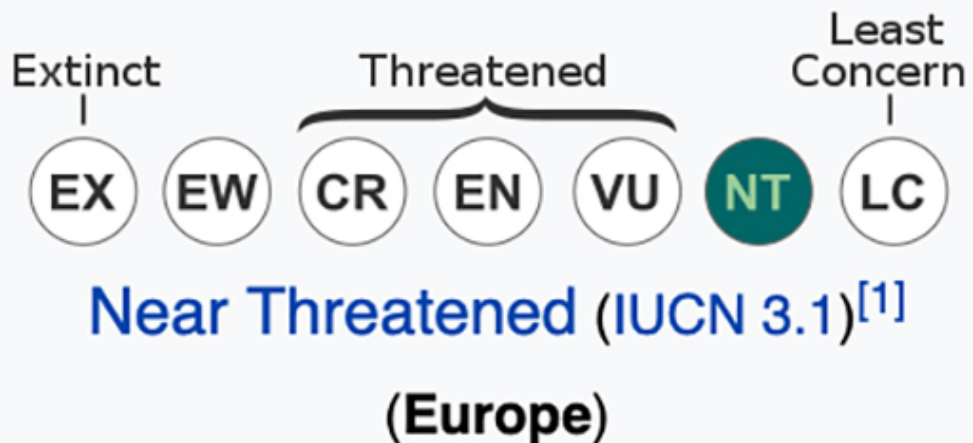 Extinct Threatened Least Concern
EX EW CR EN VU NT LC
Near Threatened (IUCN 3.1)[1]
(Europe)